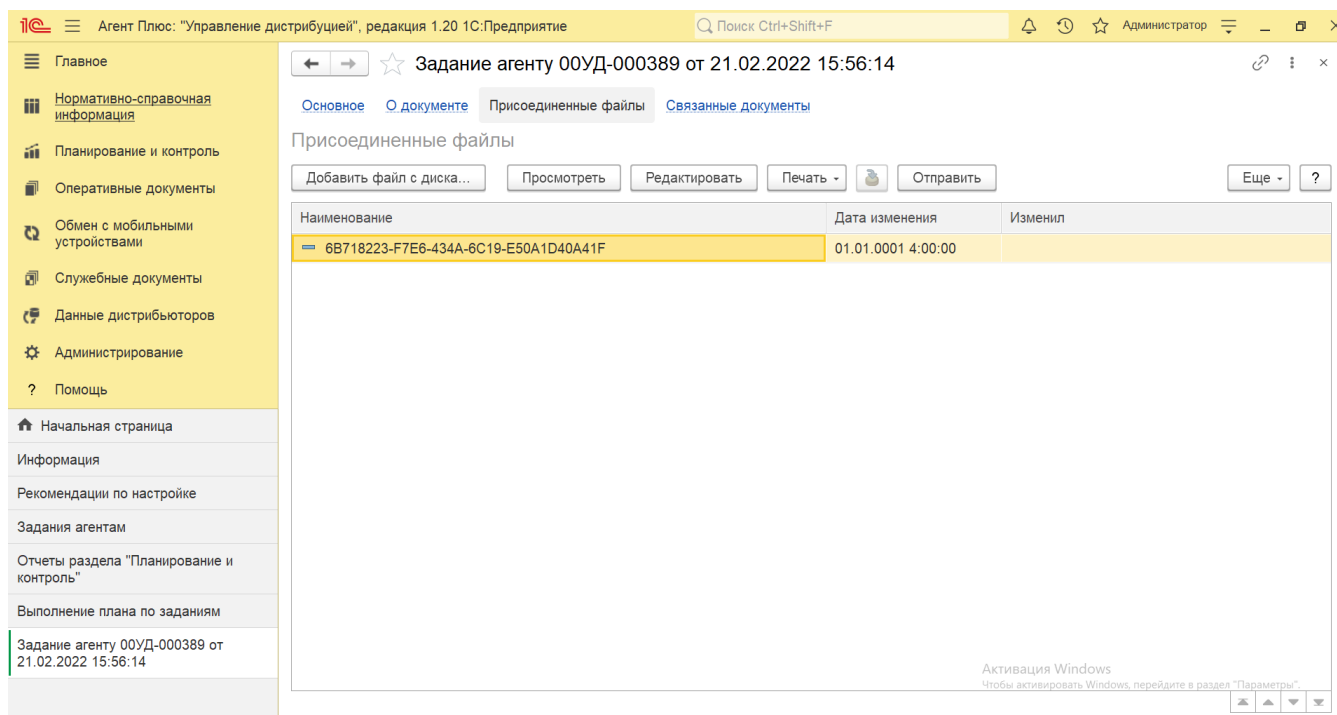 1С Агент Плюс: "Управление дистрибуцией", редакция 1.20 1С:Предприятие
Поиск Ctrl+Shift+F
Администратор
Главное
Нормативно-справочная
информация
Планирование и контроль
Оперативные документы
Обмен с мобильными
устройствами
Служебные документы
Данные дистрибьюторов
Администрирование
? Помощь
Начальная страница
Информация
Рекомендации по настройке
Задания агентам
Отчеты раздела "Планирование и
контроль"
Выполнение плана по заданиям
Задание агенту 00УД-000389 от
21.02.2022 15:56:14
Задание агенту 00УД-000389 от 21.02.2022 15:56:14
Основное О документе Присоединенные файлы Связанные документы
Присоединенные файлы
Добавить файл с диска... Просмотреть Редактировать Печать Отправить Еще ?
Наименование Дата изменения Изменил
6B718223-F7E6-434A-6C19-E50A1D40A41F 01.01.0001 4:00:00
Активация Windows
Чтобы активировать Windows, перейдите в раздел "Параметры".